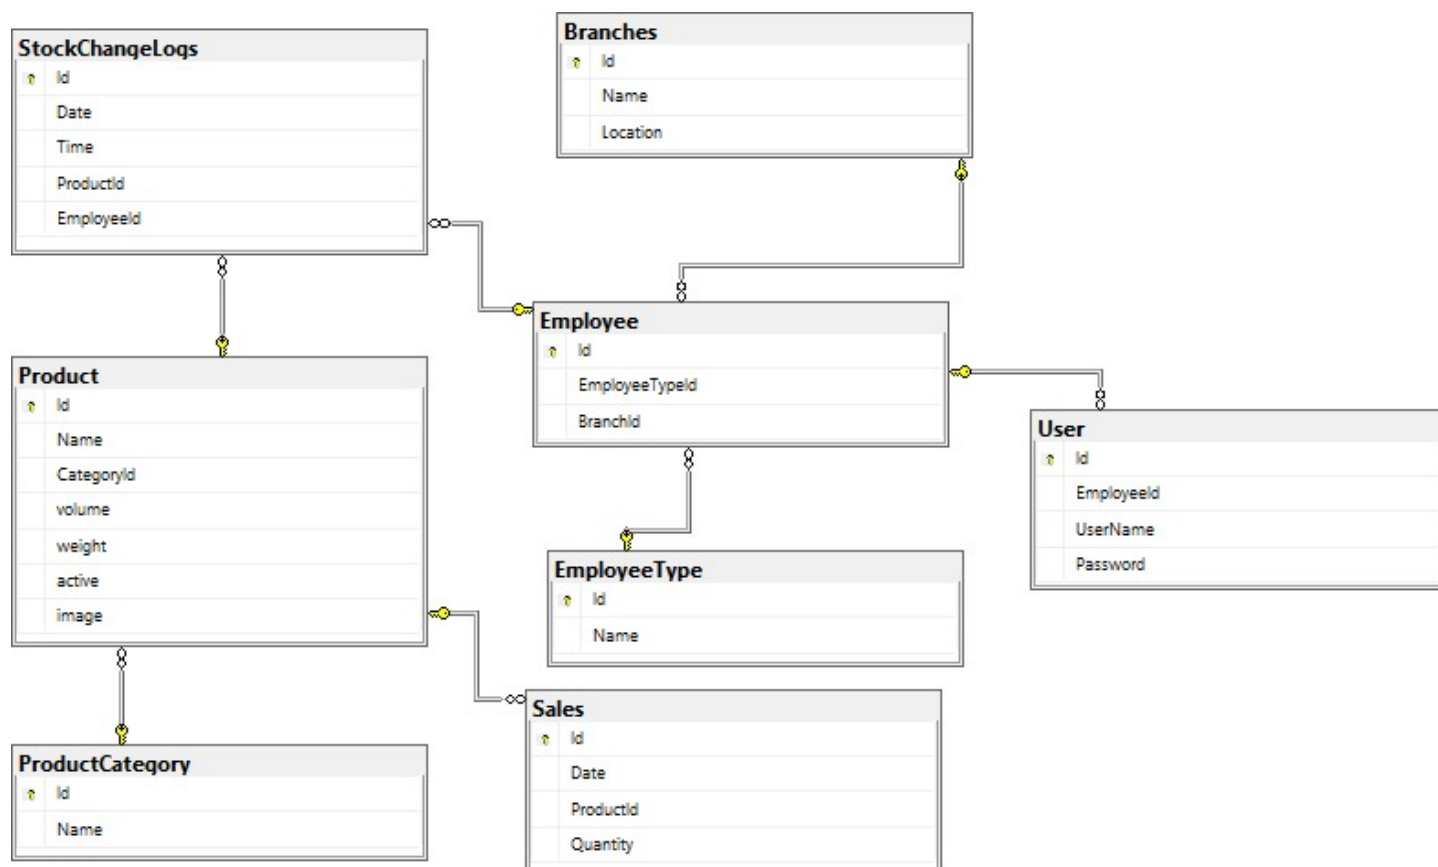 StockChangeLogs
Id
Date
Time
ProductId
EmployeeId
Branches
Id
Name
Location
Employee
Id
EmployeeTypeId
BranchId
Product
Id
Name
CategoryId
volume
weight
active
image
User
Id
EmployeeId
UserName
Password
EmployeeType
Id
Name
Sales
Id
Date
ProductId
Quantity
ProductCategory
Id
Name